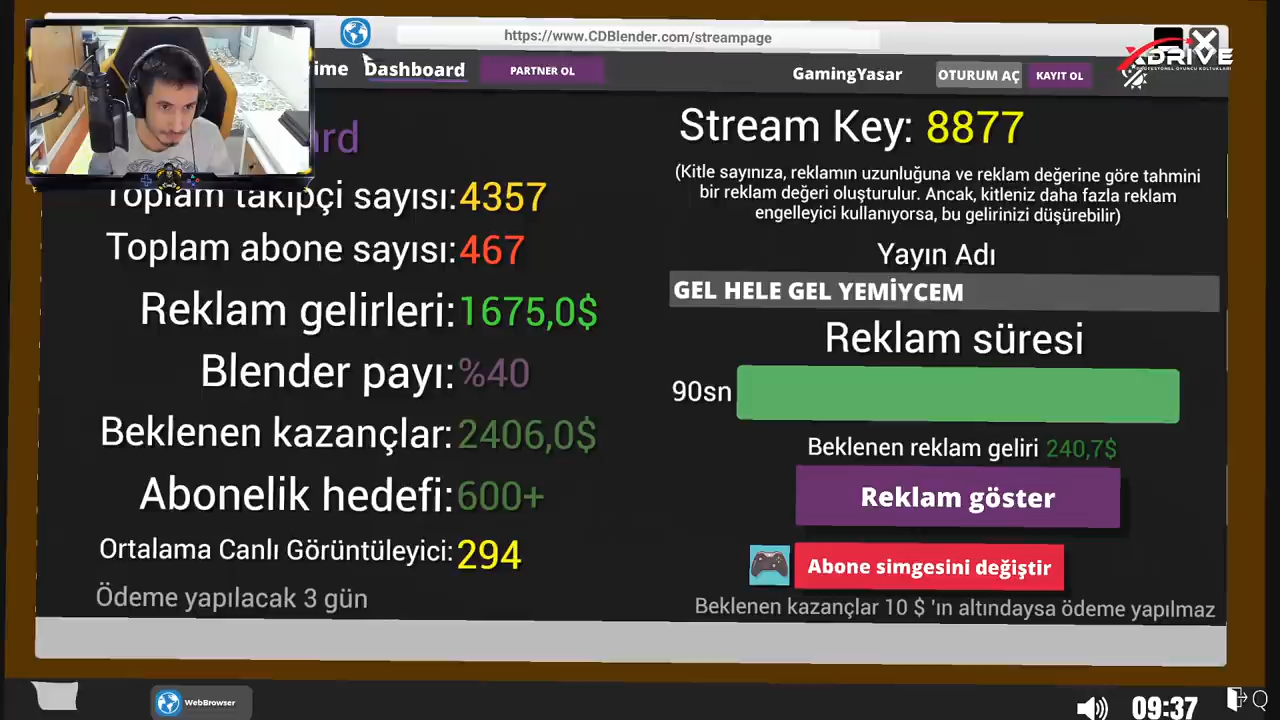 https://www.CDBlender.com/streampage
ime Dashboard PARTNER OL GamingYasar OTURUM AÇ KAYIT OL
XDRIVE
PROFESYONEL OYUNCU KOLTUKLARI
ard
Toplam takipçi sayısı:4357
Toplam abone sayısı:467
Reklam gelirleri:1675,0$
Blender payı:%40
Beklenen kazançlar:2406,0$
Abonelik hedefi:600+
Ortalama Canlı Görüntüleyici:294
Ödeme yapılacak 3 gün
Stream Key: 8877
(Kitle sayınıza, reklamın uzunluğuna ve reklam değerine göre tahmini
bir reklam değeri oluşturulur. Ancak, kitleniz daha fazla reklam
engelleyici kullanıyorsa, bu gelirinizi düşürebilir)
Yayın Adı
GEL HELE GEL YEMİYCEM
Reklam süresi
90sn
Beklenen reklam geliri 240,7$
Reklam göster
Abone simgesini değiştir
Beklenen kazançlar 10 $ 'ın altındaysa ödeme yapılmaz
WebBrowser
09:37
Q